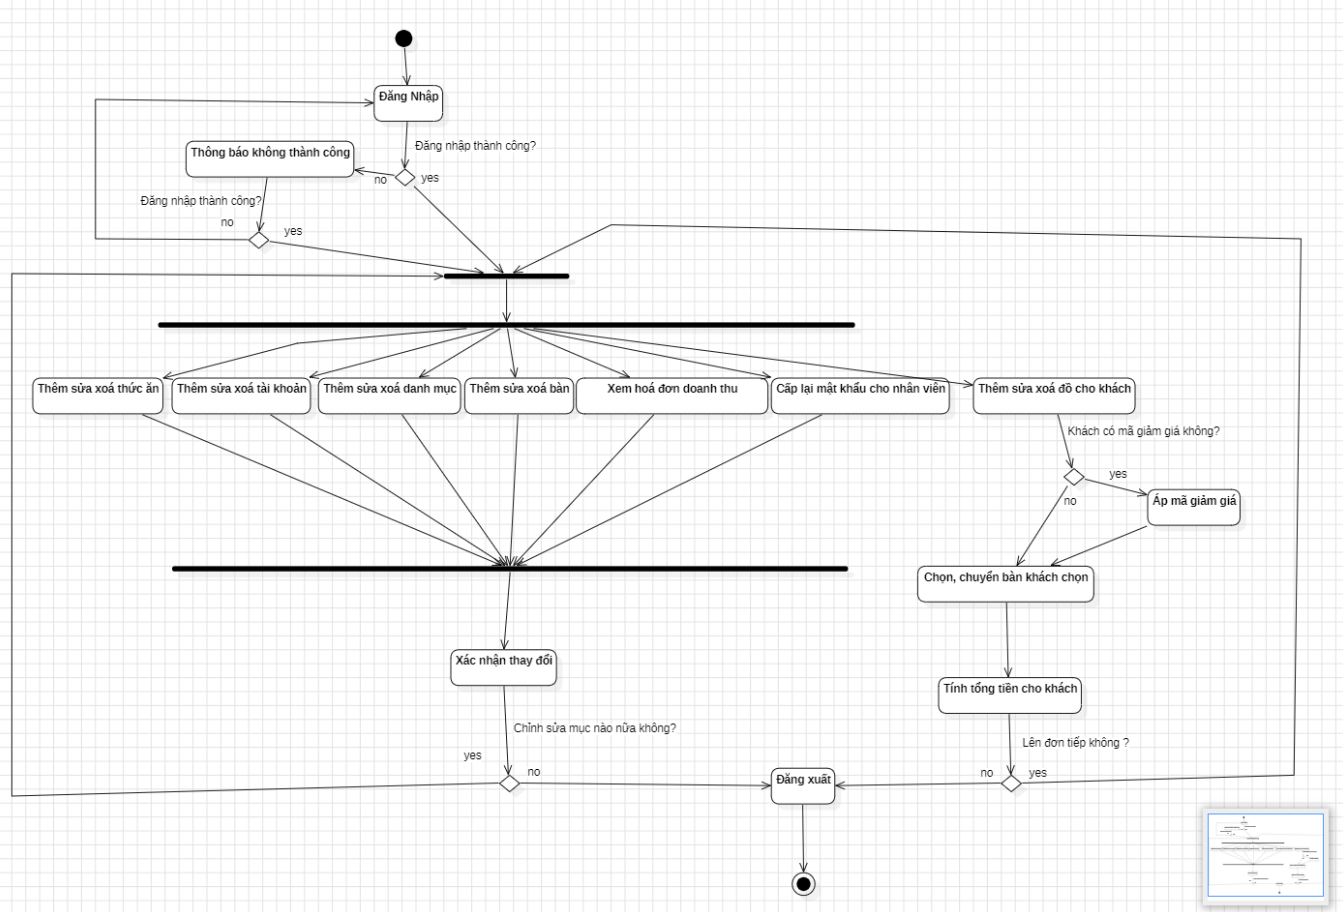 Đăng Nhập
Đăng nhập thành công?
Thông báo không thành công
no
yes
Đăng nhập thành công?
no
yes
Thêm sửa xoá thức ăn
Thêm sửa xoá tài khoản
Thêm sửa xoá danh mục
Thêm sửa xoá bàn
Xem hoá đơn doanh thu
Cấp lại mật khẩu cho nhân viên
Thêm sửa xoá đồ cho khách
Khách có mã giảm giá không?
yes
no
Áp mã giảm giá
Chọn, chuyển bàn khách chọn
Xác nhận thay đổi
Tính tổng tiền cho khách
Chỉnh sửa mục nào nữa không?
Lên đơn tiếp không ?
yes
no
Đăng xuất
no
yes